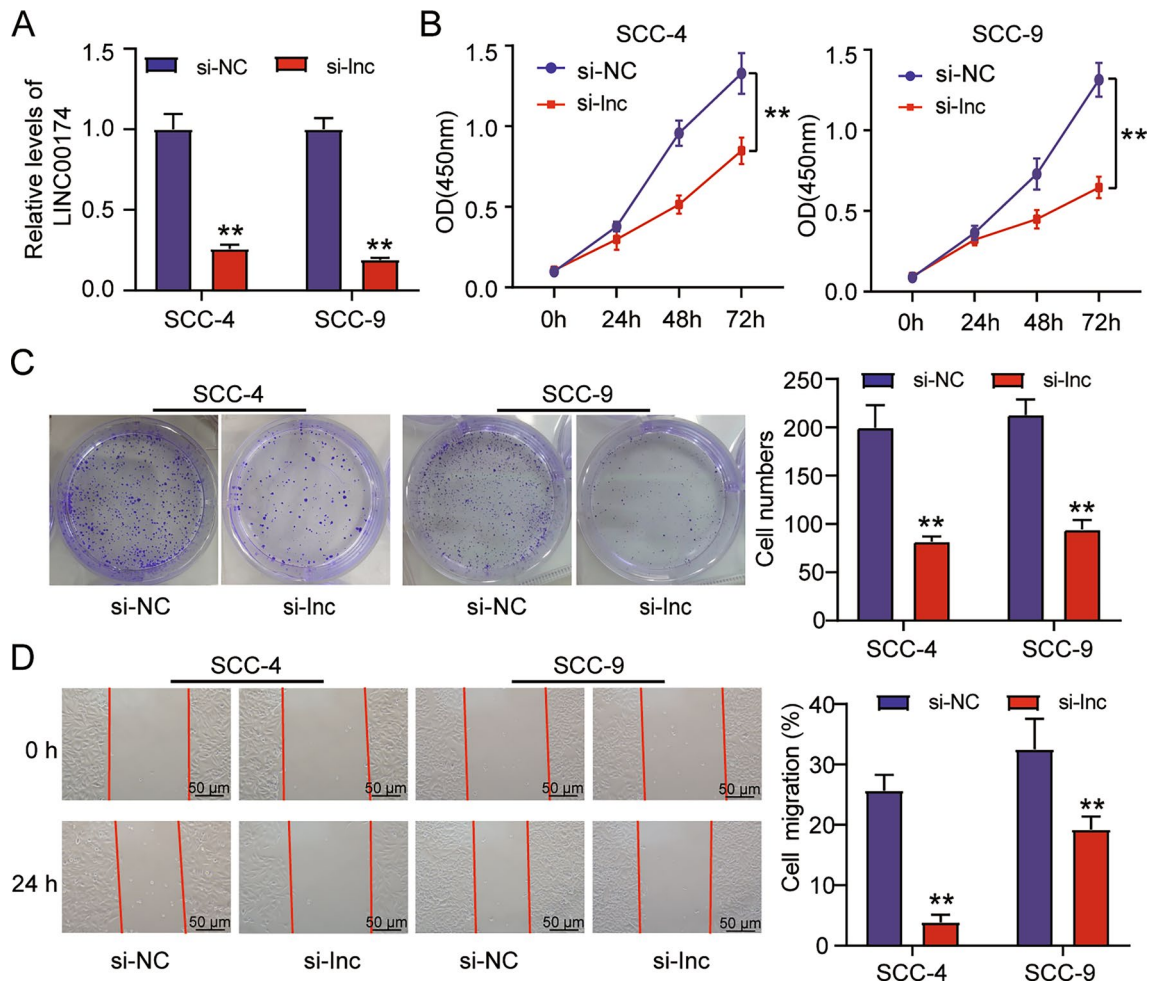 A
Relative levels of
LINC00174
1.5
1.0
0.5
0.0
si-NC
si-lnc
**
**
SCC-4
SCC-9
B
SCC-4
OD(450nm)
1.5
1.0
0.5
0.0
si-NC
si-lnc
**
0h
24h
48h
72h
SCC-9
OD(450nm)
1.5
1.0
0.5
0.0
si-NC
si-lnc
**
0h
24h
48h
72h
C
SCC-4
SCC-9
si-NC
si-lnc
si-NC
si-lnc
Cell numbers
250
200
150
100
50
0
si-NC
si-lnc
**
**
SCC-4
SCC-9
D
SCC-4
SCC-9
0 h
50 µm
50 µm
50 µm
50 µm
24 h
50 µm
50 µm
50 µm
50 µm
si-NC
si-lnc
si-NC
si-lnc
Cell migration (%)
40
30
20
10
0
si-NC
si-lnc
**
**
SCC-4
SCC-9